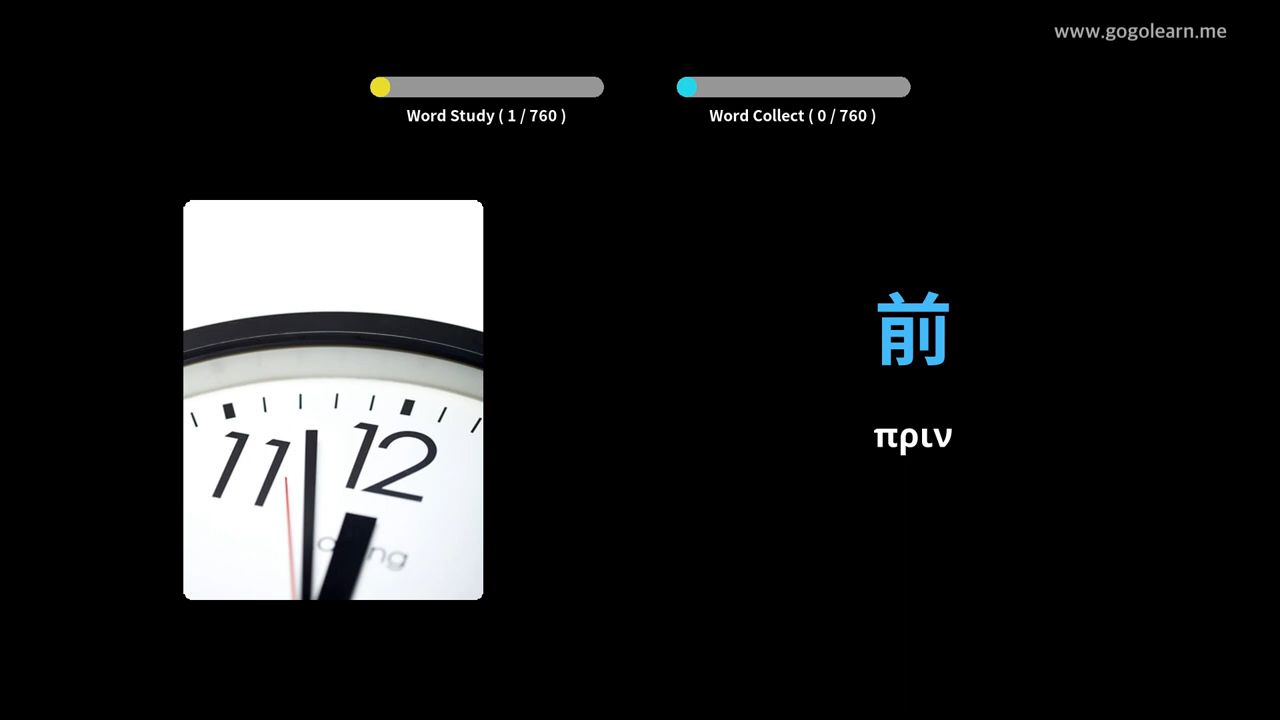 www.gogolearn.me
Word Study ( 1 / 760 )
Word Collect ( 0 / 760 )
11
12
前
πριν